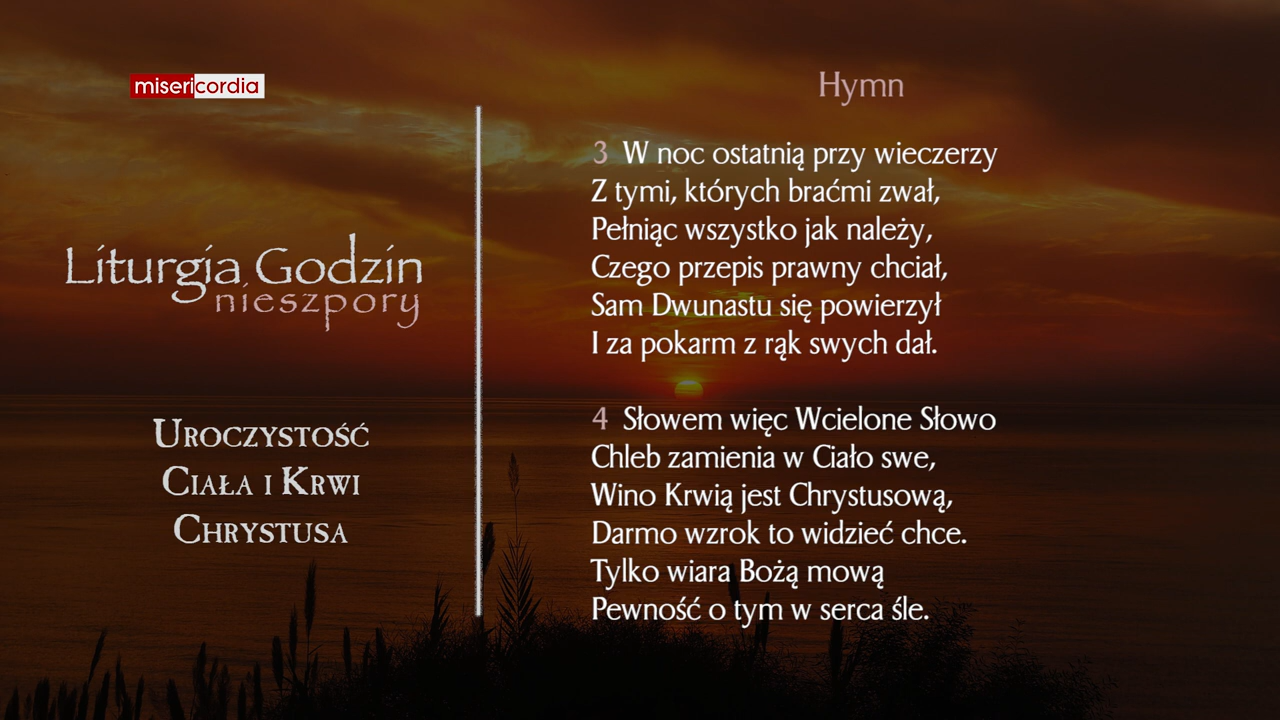 misericordia
Liturgia Godzin
nieszpory
Uroczystość
Ciała i Krwi
Chrystusa
Hymn
3 W noc ostatnią przy wieczerzy
Z tymi, których braćmi zwał,
Pełniąc wszystko jak należy,
Czego przepis prawny chciał,
Sam Dwunastu się powierzył
I za pokarm z rąk swych dał.
4 Słowem więc Wcielone Słowo
Chleb zamienia w Ciało swe,
Wino Krwią jest Chrystusową,
Darmo wzrok to widzieć chce.
Tylko wiara Bożą mową
Pewność o tym w serca śle.